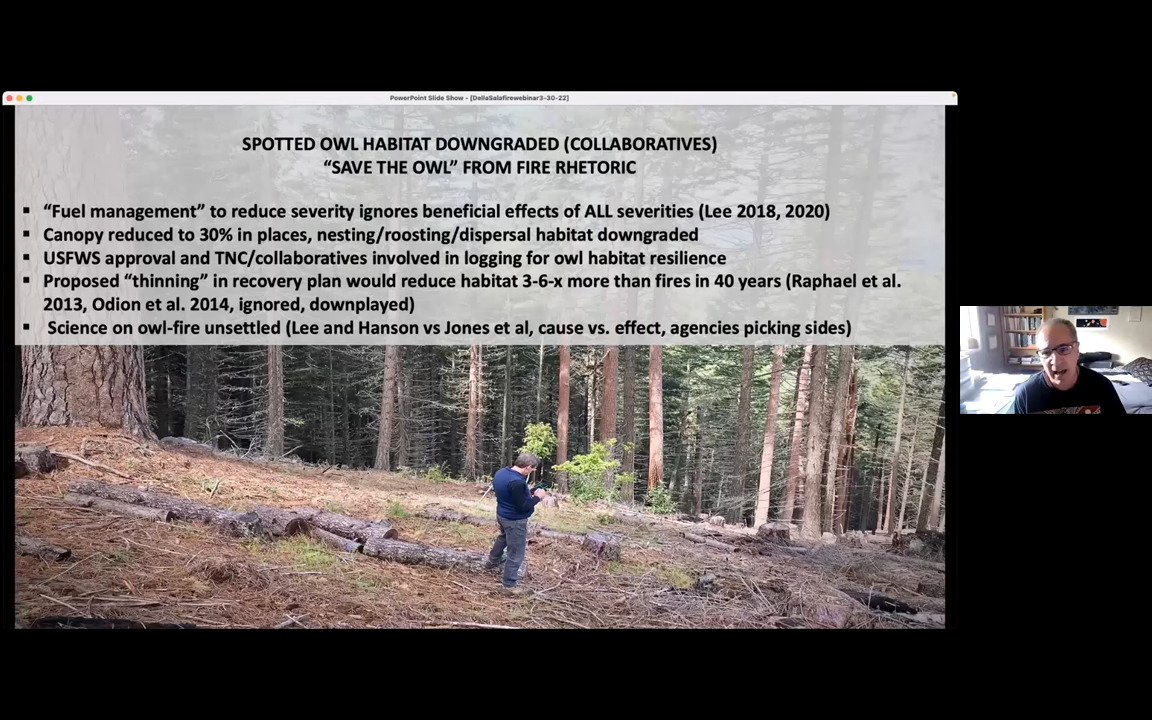 PowerPoint Slide Show - [DellaSalafirewebinar3-30-22]
SPOTTED OWL HABITAT DOWNGRADED (COLLABORATIVES)
“SAVE THE OWL” FROM FIRE RHETORIC
▪ “Fuel management” to reduce severity ignores beneficial effects of ALL severities (Lee 2018, 2020)
▪ Canopy reduced to 30% in places, nesting/roosting/dispersal habitat downgraded
▪ USFWS approval and TNC/collaboratives involved in logging for owl habitat resilience
▪ Proposed “thinning” in recovery plan would reduce habitat 3-6-x more than fires in 40 years (Raphael et al.
2013, Odion et al. 2014, ignored, downplayed)
▪ Science on owl-fire unsettled (Lee and Hanson vs Jones et al, cause vs. effect, agencies picking sides)